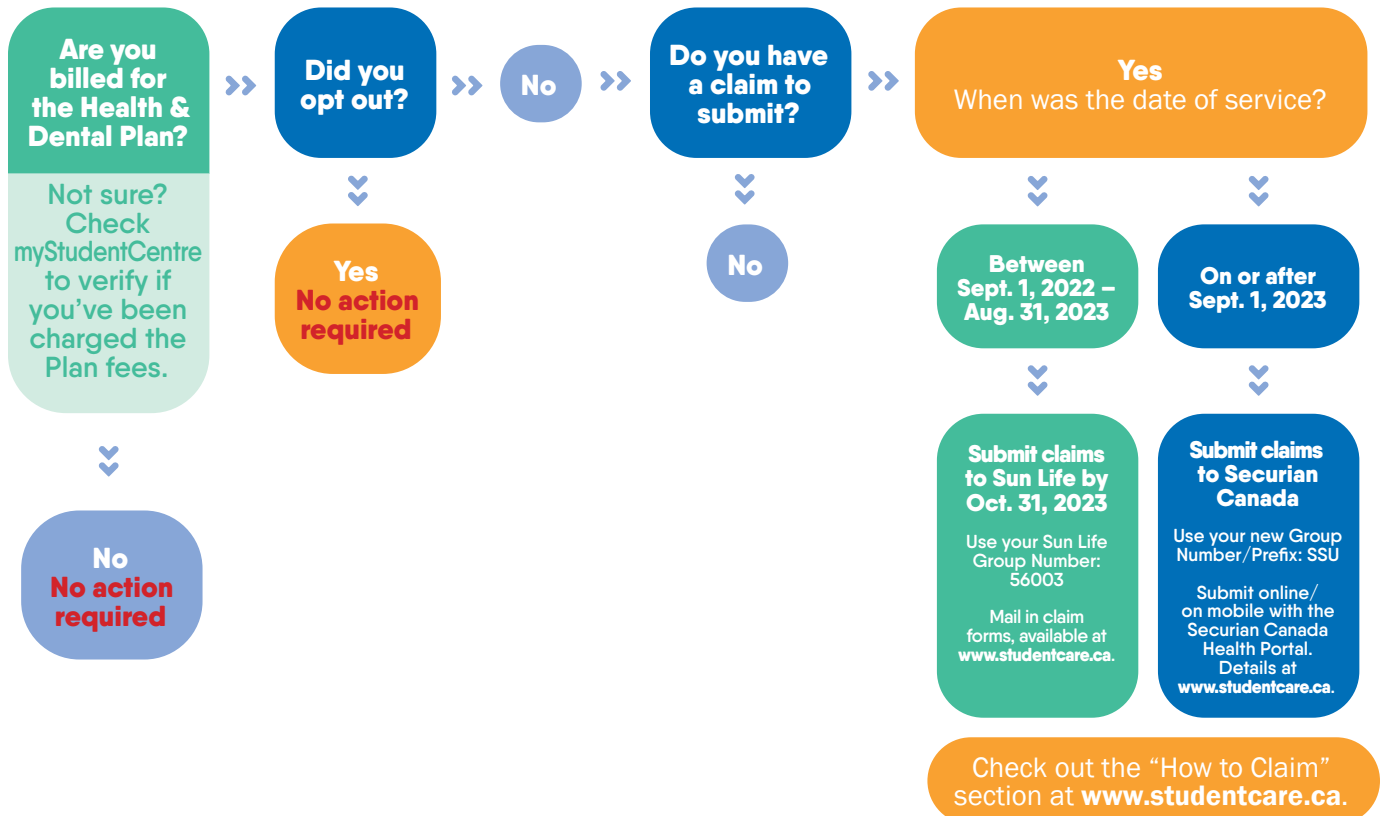 Are you
billed for
the Health &
Dental Plan?
Not sure?
Check
myStudentCentre
to verify if
you've been
charged the
Plan fees.
No
No action
required
Did you
opt out?
Yes
No action
required
No
Do you have
a claim to
submit?
No
Yes
When was the date of service?
Between
Sept. 1, 2022 –
Aug. 31, 2023
Submit claims
to Sun Life by
Oct. 31, 2023
Use your Sun Life
Group Number:
56003
Mail in claim
forms, available at
www.studentcare.ca.
On or after
Sept. 1, 2023
Submit claims
to Securian
Canada
Use your new Group
Number/Prefix: SSU
Submit online/
on mobile with the
Securian Canada
Health Portal.
Details at
www.studentcare.ca.
Check out the “How to Claim”
section at www.studentcare.ca.